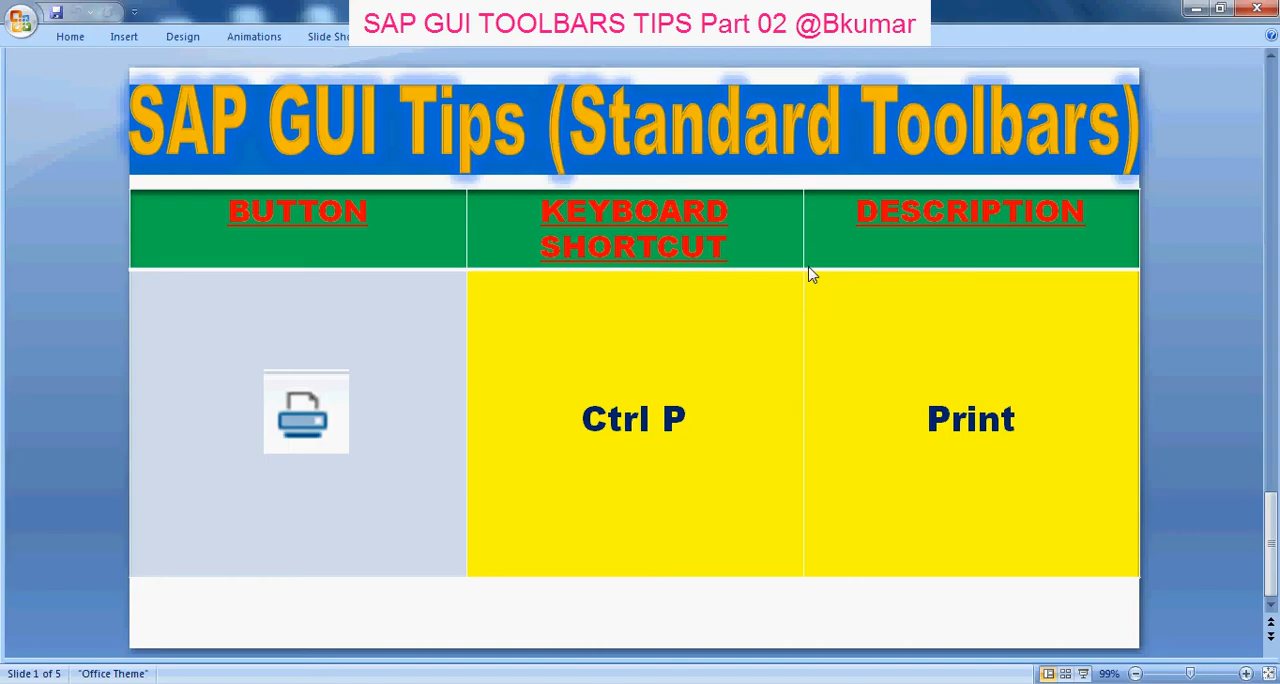 SAP GUI TOOLBARS TIPS Part 02 @Bkumar
Home Insert Design Animations Slide Sho
SAP GUI Tips (Standard Toolbars)
BUTTON
KEYBOARD
SHORTCUT
DESCRIPTION
Ctrl P
Print
Slide 1 of 5 "Office Theme" 99%